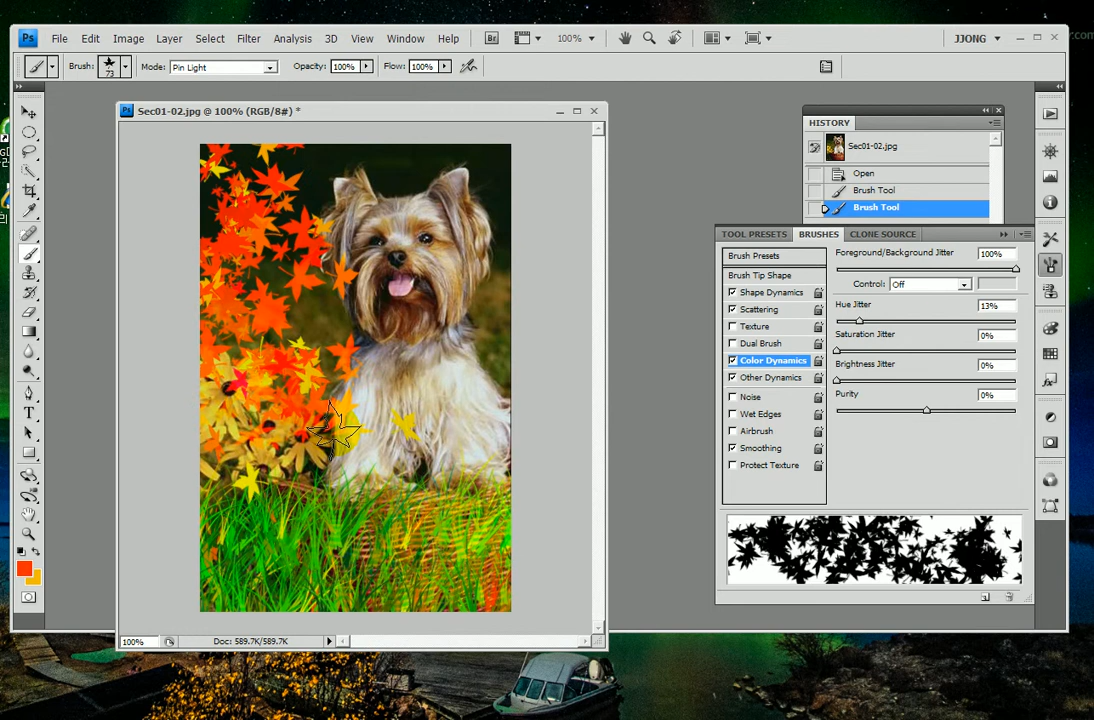 Ps File Edit Image Layer Select Filter Analysis 3D View Window Help Br 100% JJONG
Brush: 73 Mode: Pin Light Opacity: 100% Flow: 100%
Sec01-02.jpg @ 100% (RGB/8#) *
HISTORY
Sec01-02.jpg
Open
Brush Tool
Brush Tool
TOOL PRESETS BRUSHES CLONE SOURCE
Brush Presets
Brush Tip Shape
Shape Dynamics
Scattering
Texture
Dual Brush
Color Dynamics
Other Dynamics
Noise
Wet Edges
Airbrush
Smoothing
Protect Texture
Foreground/Background Jitter 100%
Control: Off
Hue Jitter 13%
Saturation Jitter 0%
Brightness Jitter 0%
Purity 0%
100% Doc: 589.7K/589.7K